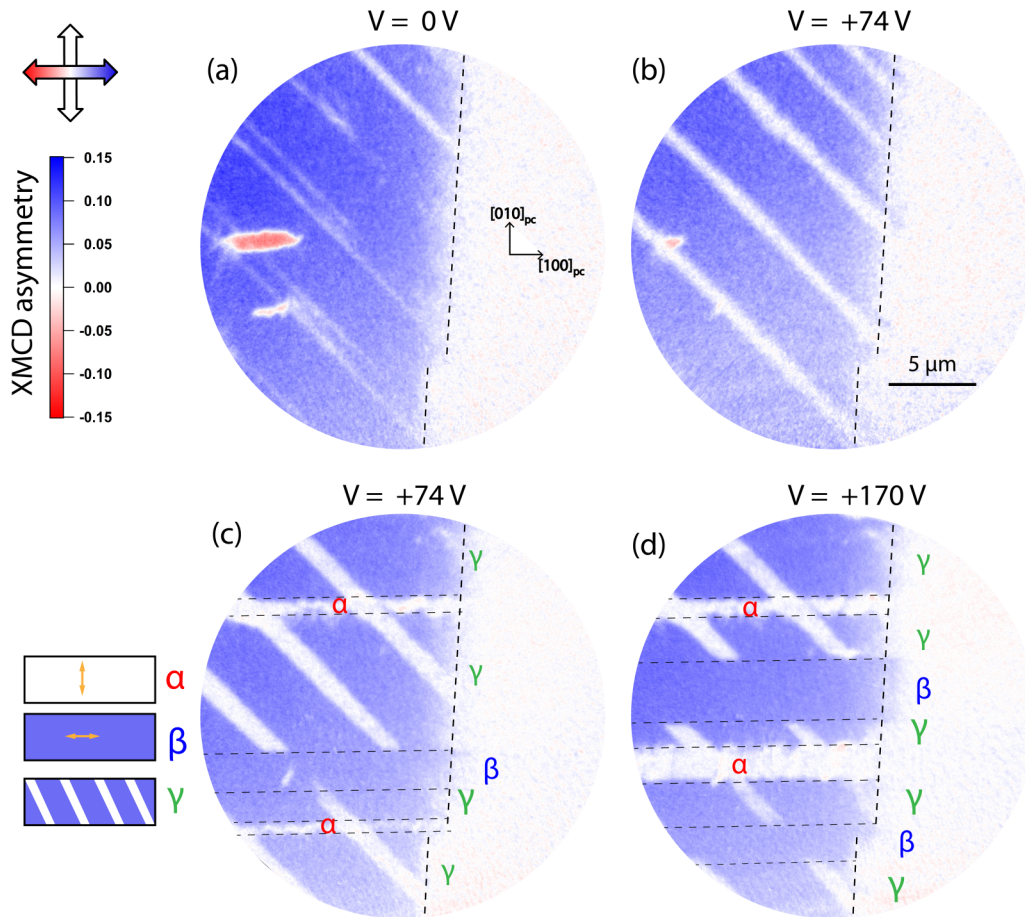 V = 0 V
V = +74 V
(a)
(b)
XMCD asymmetry
0.15
0.10
0.05
0.00
-0.05
-0.10
-0.15
[010]pc
[100]pc
5 µm
V = +74 V
V = +170 V
(c)
(d)
γ
γ
α
α
γ
γ
α
β
β
γ
β
γ
α
γ
γ
α
β
γ
γ